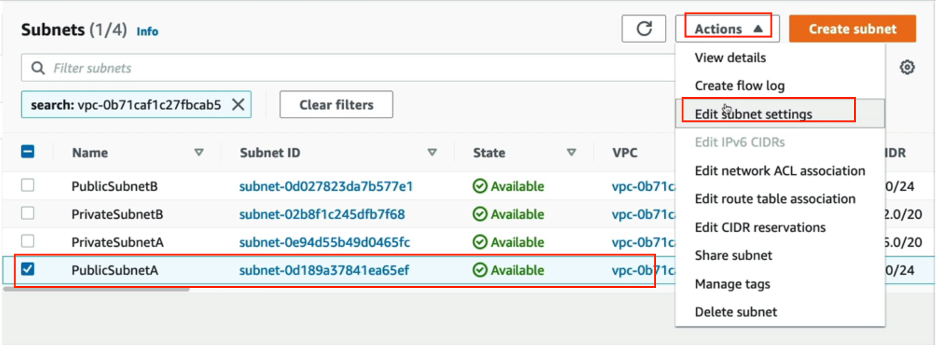 Subnets (1/4) Info
Actions ▲
Create subnet
Filter subnets
search: vpc-0b71caf1c27fbcab5 ×
Clear filters
View details
Create flow log
Edit subnet settings
Edit IPv6 CIDRs
Edit network ACL association
Edit route table association
Edit CIDR reservations
Share subnet
Manage tags
Delete subnet
Name Subnet ID State VPC IDR
PublicSubnetB subnet-0d027823da7b577e1 Available vpc-0b71ca .0/24
PrivateSubnetB subnet-02b8f1c245dfb7f68 Available vpc-0b71ca 2.0/20
PrivateSubnetA subnet-0e94d55b49d0465fc Available vpc-0b71ca 5.0/20
PublicSubnetA subnet-0d189a37841ea65ef Available vpc-0b71ca 0/24